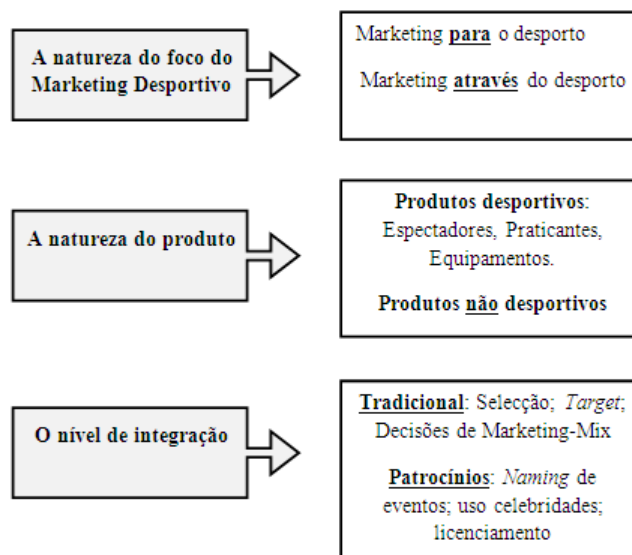 A natureza do foco do
Marketing Desportivo
Marketing para o desporto
Marketing através do desporto
A natureza do produto
Produtos desportivos:
Espectadores, Praticantes,
Equipamentos.
Produtos não desportivos
O nível de integração
Tradicional: Selecção; Target;
Decisões de Marketing-Mix
Patrocínios: Naming de
eventos; uso celebridades;
licenciamento